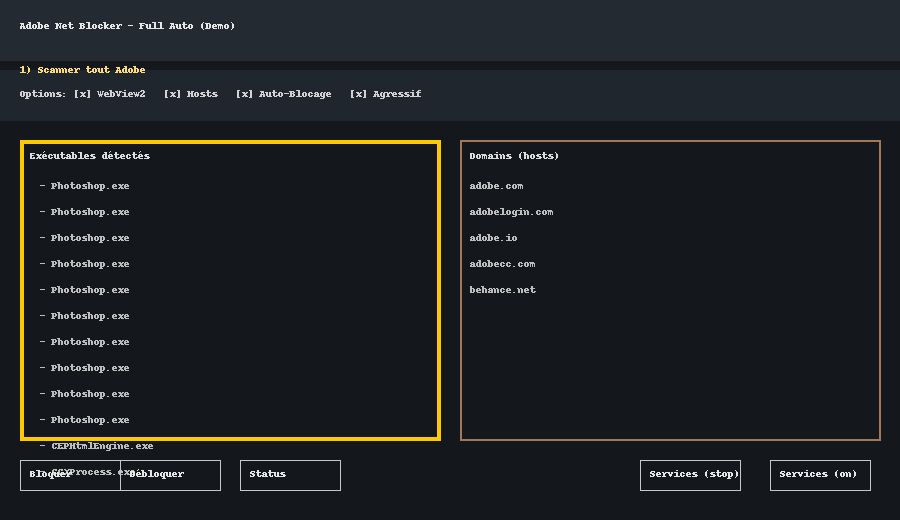 Adobe Net Blocker - Full Auto (Demo)
1) Scanner tout Adobe
Options: [x] WebView2 [x] Hosts [x] Auto-Blocage [x] Agressif
Exécutables détectés
- Photoshop.exe
- Photoshop.exe
- Photoshop.exe
- Photoshop.exe
- Photoshop.exe
- Photoshop.exe
- Photoshop.exe
- Photoshop.exe
- Photoshop.exe
- Photoshop.exe
- CEPHtmlEngine.exe
- CCXProcess.exe
Domains (hosts)
adobe.com
adobelogin.com
adobe.io
adobecc.com
behance.net
Bloquer
Débloquer
Status
Services (stop)
Services (on)